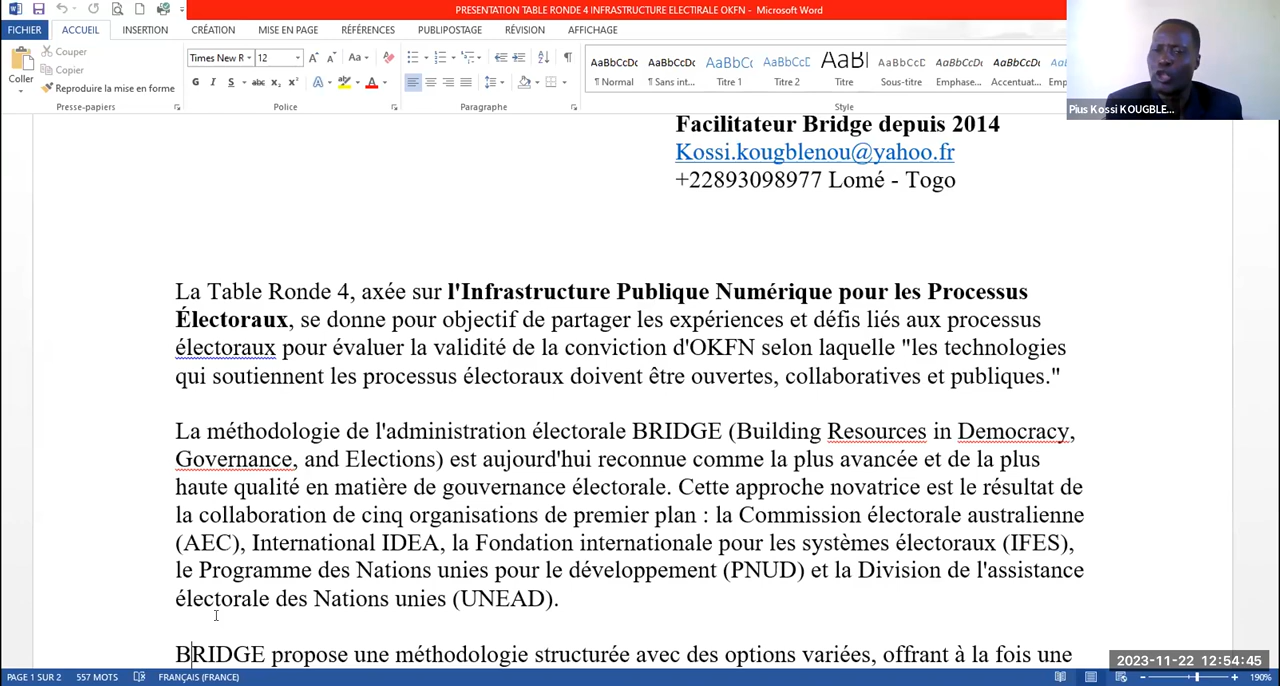 PRESENTATION TABLE RONDE 4 INFRASTRUCTURE ELECTIRALE OKFN - Microsoft Word
FICHIER ACCUEIL INSERTION CRÉATION MISE EN PAGE RÉFÉRENCES PUBLIPOSTAGE RÉVISION AFFICHAGE
Coller
Couper
Copier
Reproduire la mise en forme
Presse-papiers
Times New R 12
G I S abc x₂ x²
Police
Paragraphe
AaBbCcDc AaBbCcDc AaBbCc AaBbCcD AaBl AaBbCcD AaBbCcDc AaBbCcDc
¶ Normal ¶ Sans int... Titre 1 Titre 2 Titre Sous-titre Emphase... Accentuat...
Style
Pius Kossi KOUGBLE...
Facilitateur Bridge depuis 2014
Kossi.kougblenou@yahoo.fr
+22893098977 Lomé - Togo
La Table Ronde 4, axée sur l'Infrastructure Publique Numérique pour les Processus
Électoraux, se donne pour objectif de partager les expériences et défis liés aux processus
électoraux pour évaluer la validité de la conviction d'OKFN selon laquelle "les technologies
qui soutiennent les processus électoraux doivent être ouvertes, collaboratives et publiques."
La méthodologie de l'administration électorale BRIDGE (Building Resources in Democracy,
Governance, and Elections) est aujourd'hui reconnue comme la plus avancée et de la plus
haute qualité en matière de gouvernance électorale. Cette approche novatrice est le résultat de
la collaboration de cinq organisations de premier plan : la Commission électorale australienne
(AEC), International IDEA, la Fondation internationale pour les systèmes électoraux (IFES),
le Programme des Nations unies pour le développement (PNUD) et la Division de l'assistance
électorale des Nations unies (UNEAD).
BRIDGE propose une méthodologie structurée avec des options variées, offrant à la fois une
2023-11-22 12:54:45
PAGE 1 SUR 2 557 MOTS FRANÇAIS (FRANCE) 190%